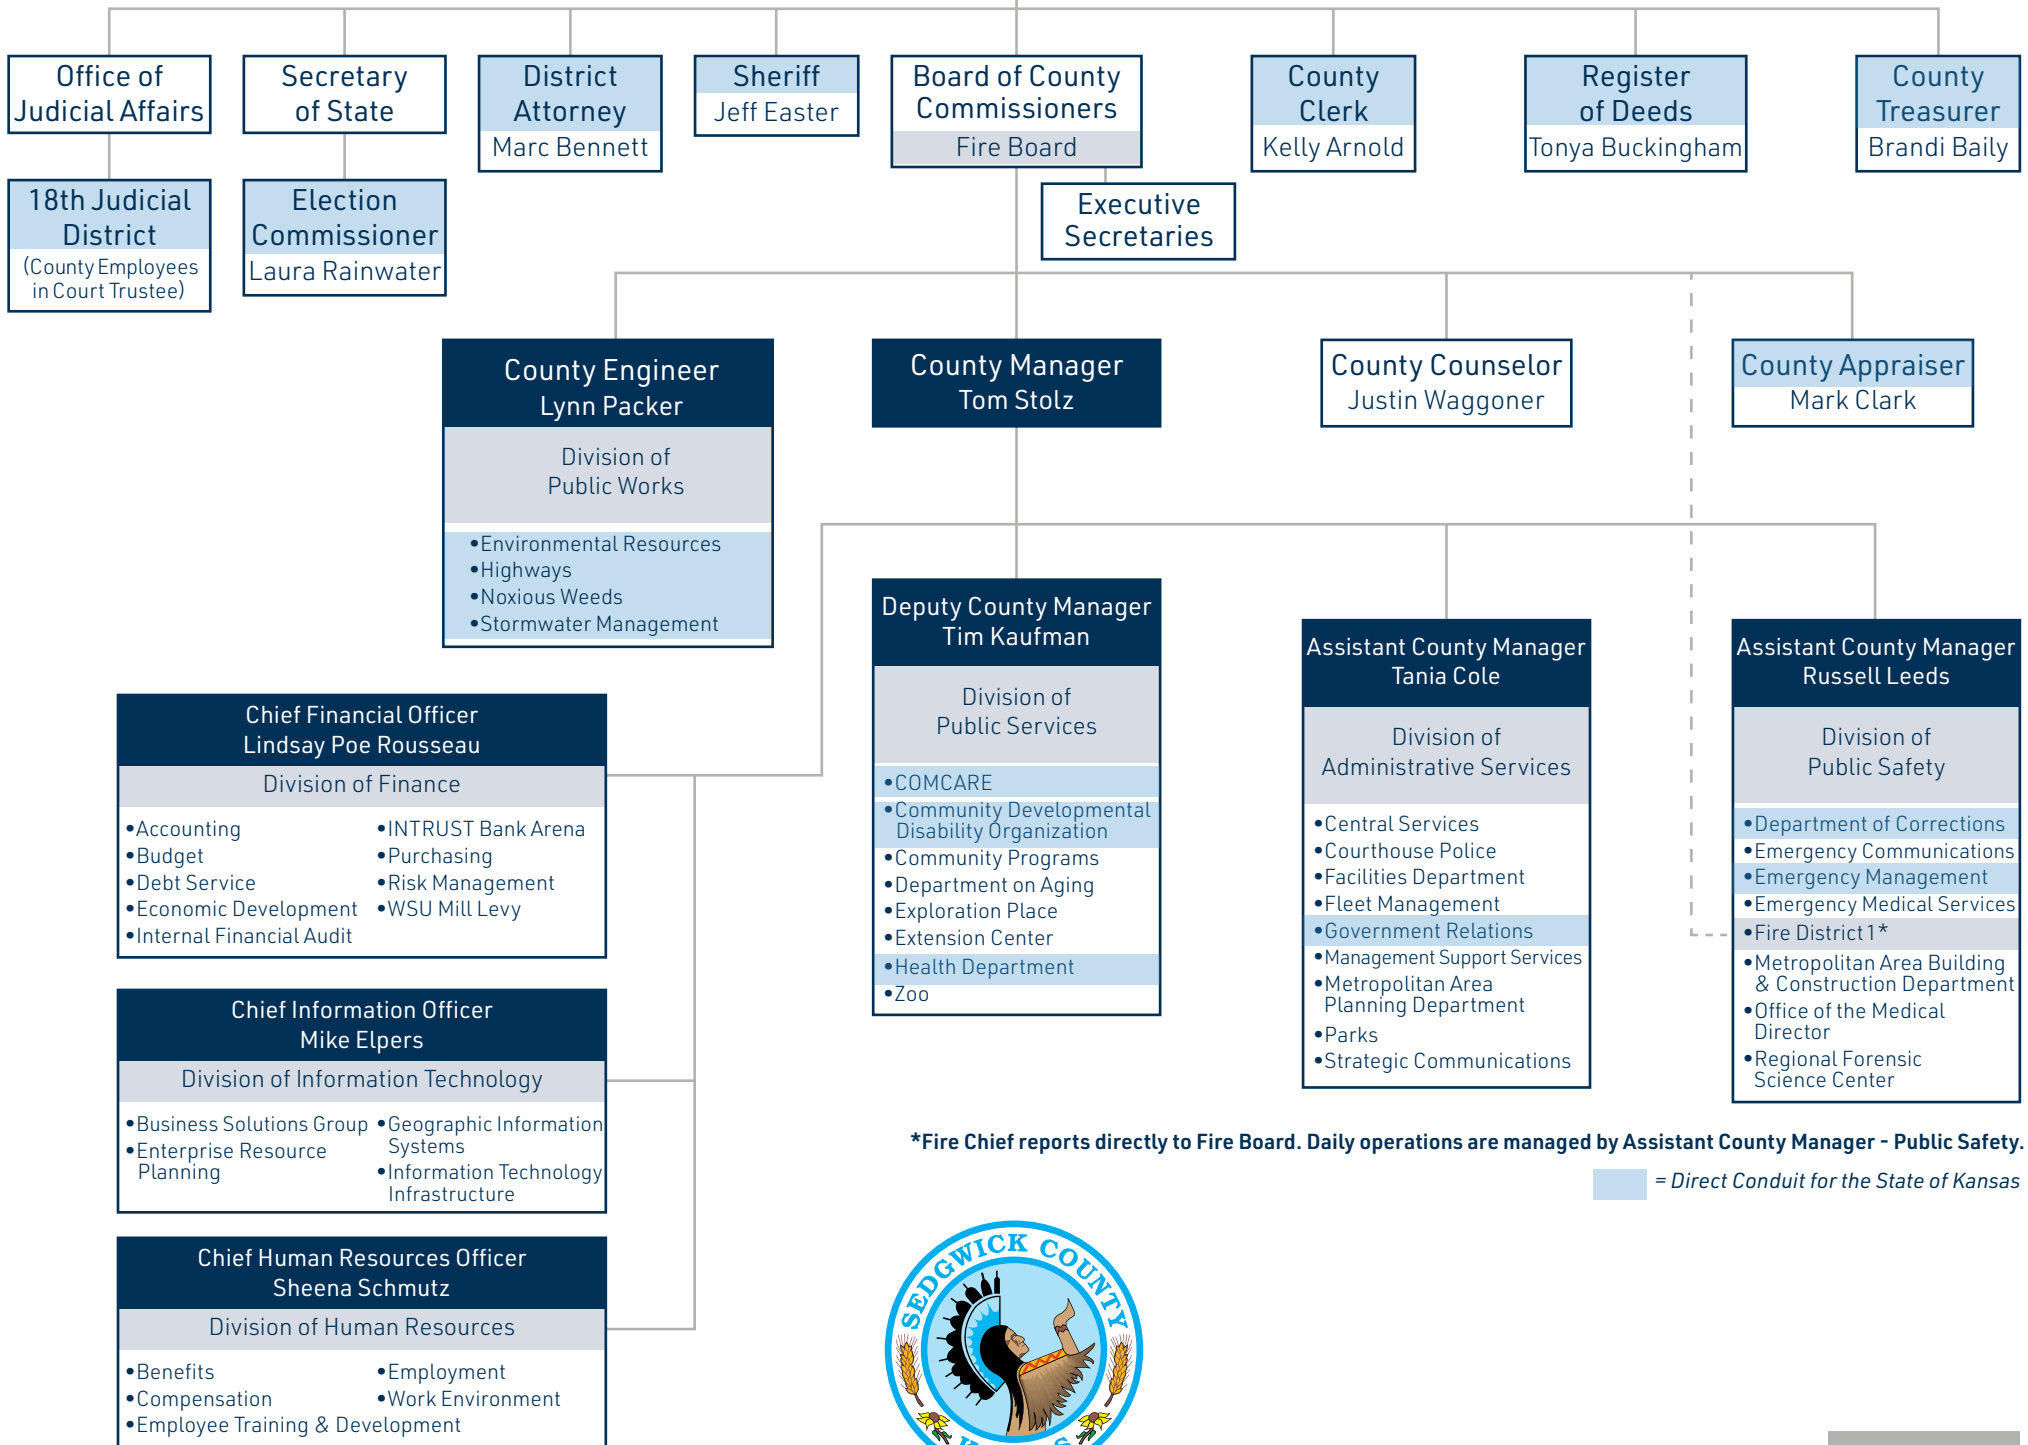 Office of
Judicial Affairs
Secretary
of State
District
Attorney
Marc Bennett
Sheriff
Jeff Easter
Board of County
Commissioners
Fire Board
County
Clerk
Kelly Arnold
Register
of Deeds
Tonya Buckingham
County
Treasurer
Brandi Baily
18th Judicial
District
(County Employees
in Court Trustee)
Election
Commissioner
Laura Rainwater
Executive
Secretaries
County Engineer
Lynn Packer
Division of
Public Works
•Environmental Resources
•Highways
•Noxious Weeds
•Stormwater Management
County Manager
Tom Stolz
County Counselor
Justin Waggoner
County Appraiser
Mark Clark
Chief Financial Officer
Lindsay Poe Rousseau
Division of Finance
•Accounting
•Budget
•Debt Service
•Economic Development
•Internal Financial Audit
•INTRUST Bank Arena
•Purchasing
•Risk Management
•WSU Mill Levy
Chief Information Officer
Mike Elpers
Division of Information Technology
•Business Solutions Group
•Enterprise Resource
Planning
•Geographic Information
Systems
•Information Technology
Infrastructure
Chief Human Resources Officer
Sheena Schmutz
Division of Human Resources
•Benefits
•Compensation
•Employee Training & Development
•Employment
•Work Environment
Deputy County Manager
Tim Kaufman
Division of
Public Services
•COMCARE
•Community Developmental
Disability Organization
•Community Programs
•Department on Aging
•Exploration Place
•Extension Center
•Health Department
•Zoo
Assistant County Manager
Tania Cole
Division of
Administrative Services
•Central Services
•Courthouse Police
•Facilities Department
•Fleet Management
•Government Relations
•Management Support Services
•Metropolitan Area
Planning Department
•Parks
•Strategic Communications
Assistant County Manager
Russell Leeds
Division of
Public Safety
•Department of Corrections
•Emergency Communications
•Emergency Management
•Emergency Medical Services
•Fire District 1*
•Metropolitan Area Building
& Construction Department
•Office of the Medical
Director
•Regional Forensic
Science Center
*Fire Chief reports directly to Fire Board. Daily operations are managed by Assistant County Manager - Public Safety.
= Direct Conduit for the State of Kansas
SEDGWICK COUNTY